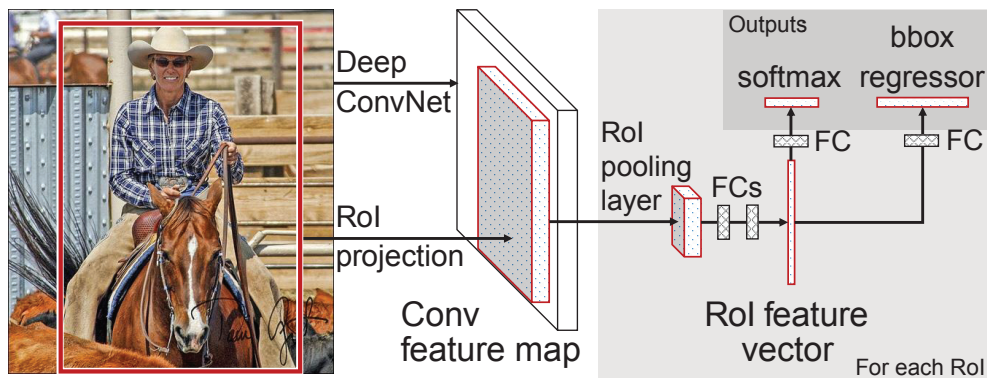 Deep
ConvNet
RoI
projection
Conv
feature map
RoI
pooling
layer
FCs
RoI feature
vector
Outputs
softmax
bbox
regressor
FC
FC
For each RoI